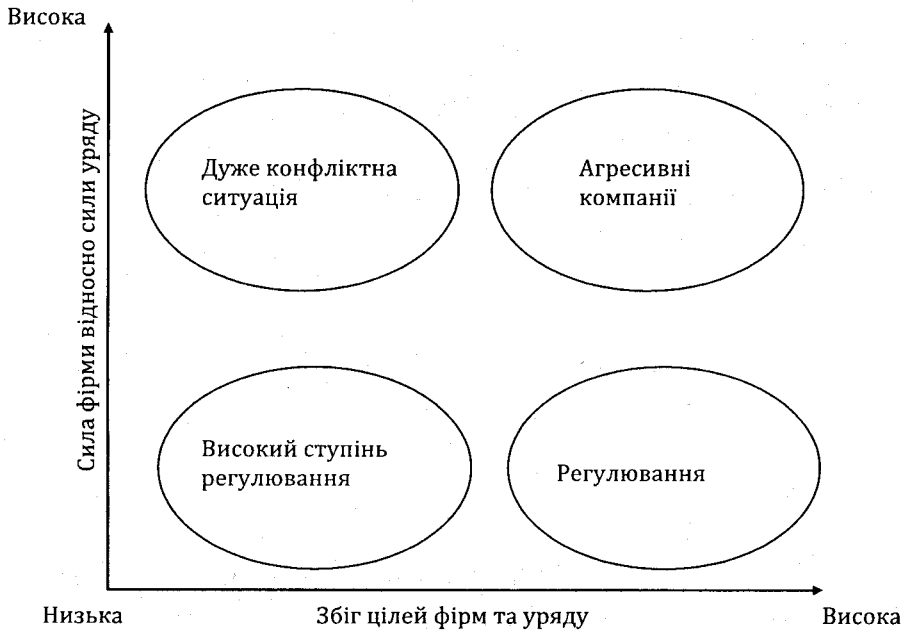 Висока
Сила фірми відносно сили уряду
Дуже конфліктна
ситуація
Агресивні
компанії
Високий ступінь
регулювання
Регулювання
Низька
Збіг цілей фірм та уряду
Висока